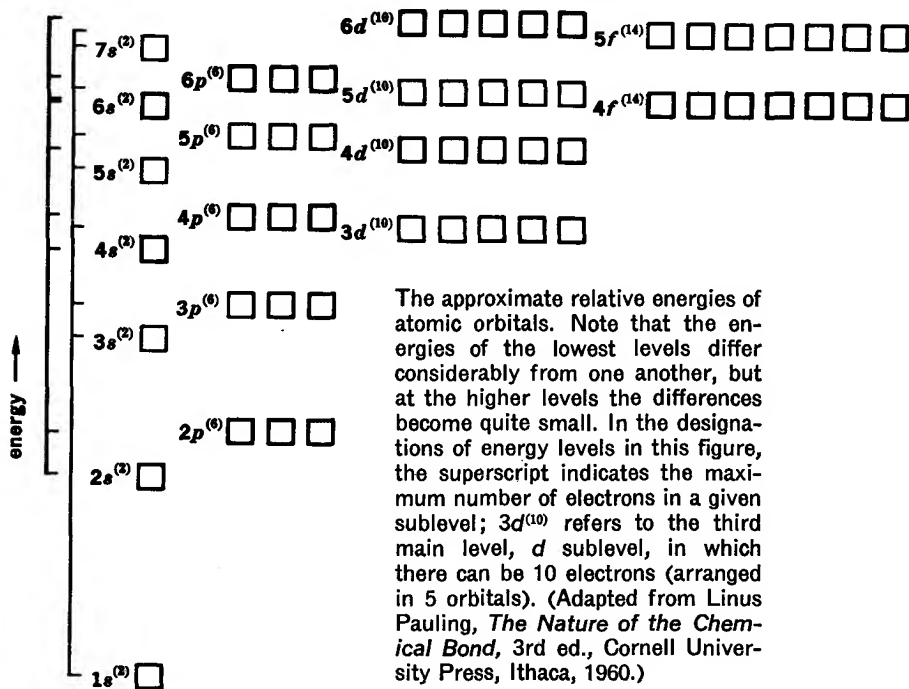 6d(10)
5f(14)
7s(2)
6p(6)
5d(10)
4f(14)
6s(2)
5p(6)
4d(10)
5s(2)
4p(6)
3d(10)
4s(2)
3p(6)
3s(2)
energy →
2p(6)
2s(2)
1s(2)
The approximate relative energies of
atomic orbitals. Note that the en-
ergies of the lowest levels differ
considerably from one another, but
at the higher levels the differences
become quite small. In the designa-
tions of energy levels in this figure,
the superscript indicates the maxi-
mum number of electrons in a given
sublevel; 3d(10) refers to the third
main level, d sublevel, in which
there can be 10 electrons (arranged
in 5 orbitals). (Adapted from Linus
Pauling, The Nature of the Chem-
ical Bond, 3rd ed., Cornell Univer-
sity Press, Ithaca, 1960.)